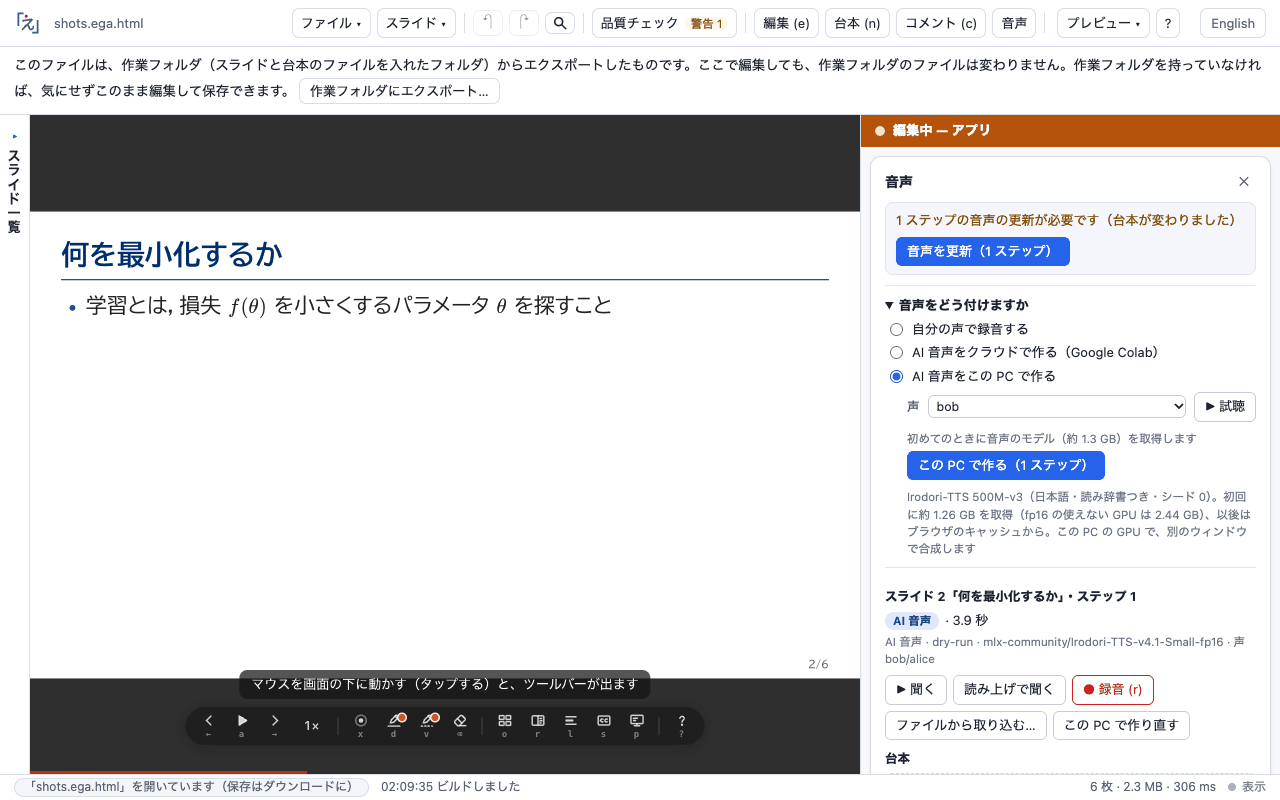 shots.ega.html
ファイル ▾
スライド ▾
品質チェック 警告 1
編集 (e)
台本 (n)
コメント (c)
音声
プレビュー ▾
?
English
このファイルは、作業フォルダ（スライドと台本のファイルを入れたフォルダ）からエクスポートしたものです。ここで編集しても、作業フォルダのファイルは変わりません。作業フォルダを持っていなけれ
ば、気にせずこのまま編集して保存できます。 作業フォルダにエクスポート...
スライド一覧
何を最小化するか
• 学習とは, 損失 f(θ) を小さくするパラメータ θ を探すこと
2/6
マウスを画面の下に動かす（タップする）と、ツールバーが出ます
1×
← a → x d v ⌫ o r l s p ?
編集中 — アプリ
音声
1 ステップの音声の更新が必要です（台本が変わりました）
音声を更新（1 ステップ）
▼ 音声をどう付けますか
自分の声で録音する
AI 音声をクラウドで作る（Google Colab）
AI 音声をこの PC で作る
声 bob ▶ 試聴
初めてのときに音声のモデル（約 1.3 GB）を取得します
この PC で作る（1 ステップ）
Irodori-TTS 500M-v3（日本語・読み辞書つき・シード 0）。初回
に約 1.26 GB を取得（fp16 の使えない GPU は 2.44 GB）、以後は
ブラウザのキャッシュから。この PC の GPU で、別のウィンドウ
で合成します
スライド 2「何を最小化するか」・ステップ 1
AI 音声 · 3.9 秒
AI 音声 · dry-run · mlx-community/Irodori-TTS-v4.1-Small-fp16 · 声
bob/alice
▶ 聞く
読み上げで聞く
録音 (r)
ファイルから取り込む...
この PC で作り直す
台本
「shots.ega.html」を開いています（保存はダウンロードに）
02:09:35 ビルドしました
6 枚 · 2.3 MB · 306 ms
表示